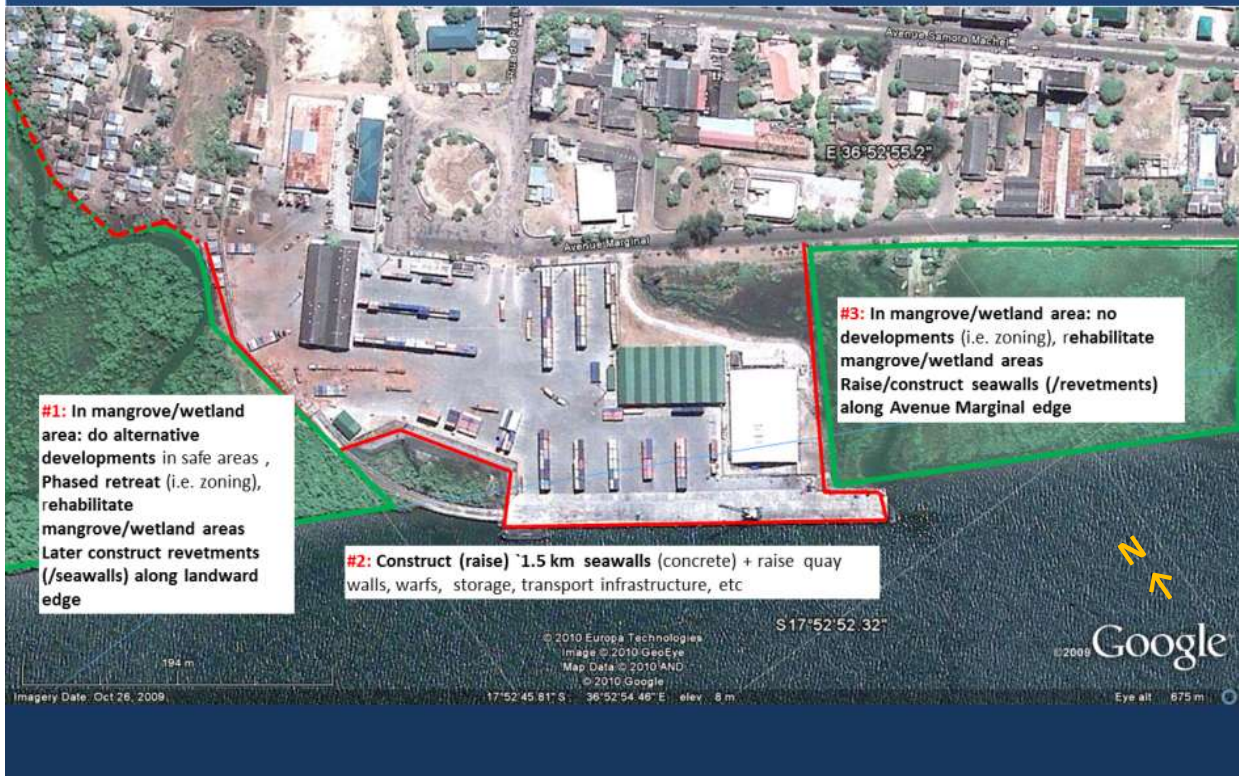 Avenue Samora Machel
E 36°52'55.2"
Avenue Marginal
#3: In mangrove/wetland area: no
developments (i.e. zoning), rehabilitate
mangrove/wetland areas
Raise/construct seawalls (/revetments)
along Avenue Marginal edge
#1: In mangrove/wetland
area: do alternative
developments in safe areas ,
Phased retreat (i.e. zoning),
rehabilitate
mangrove/wetland areas
Later construct revetments
(/seawalls) along landward
edge
#2: Construct (raise) `1.5 km seawalls (concrete) + raise quay
walls, warfs, storage, transport infrastructure, etc
N
S17°52'52.32"
© 2010 Europa Technologies
Image © 2010 GeoEye
Map Data © 2010 AND
© 2010 Google
©2009 Google
194 m
Imagery Date: Oct 26, 2009
17°52'45.81" S 36°52'54.46" E elev 8 m
Eye alt 675 m